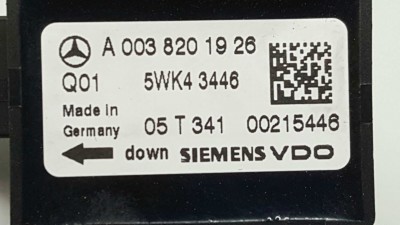 A 003 820 19 26
Q01 5WK4 3446
Made in
Germany 05 T 341 00215446
down SIEMENS VDO